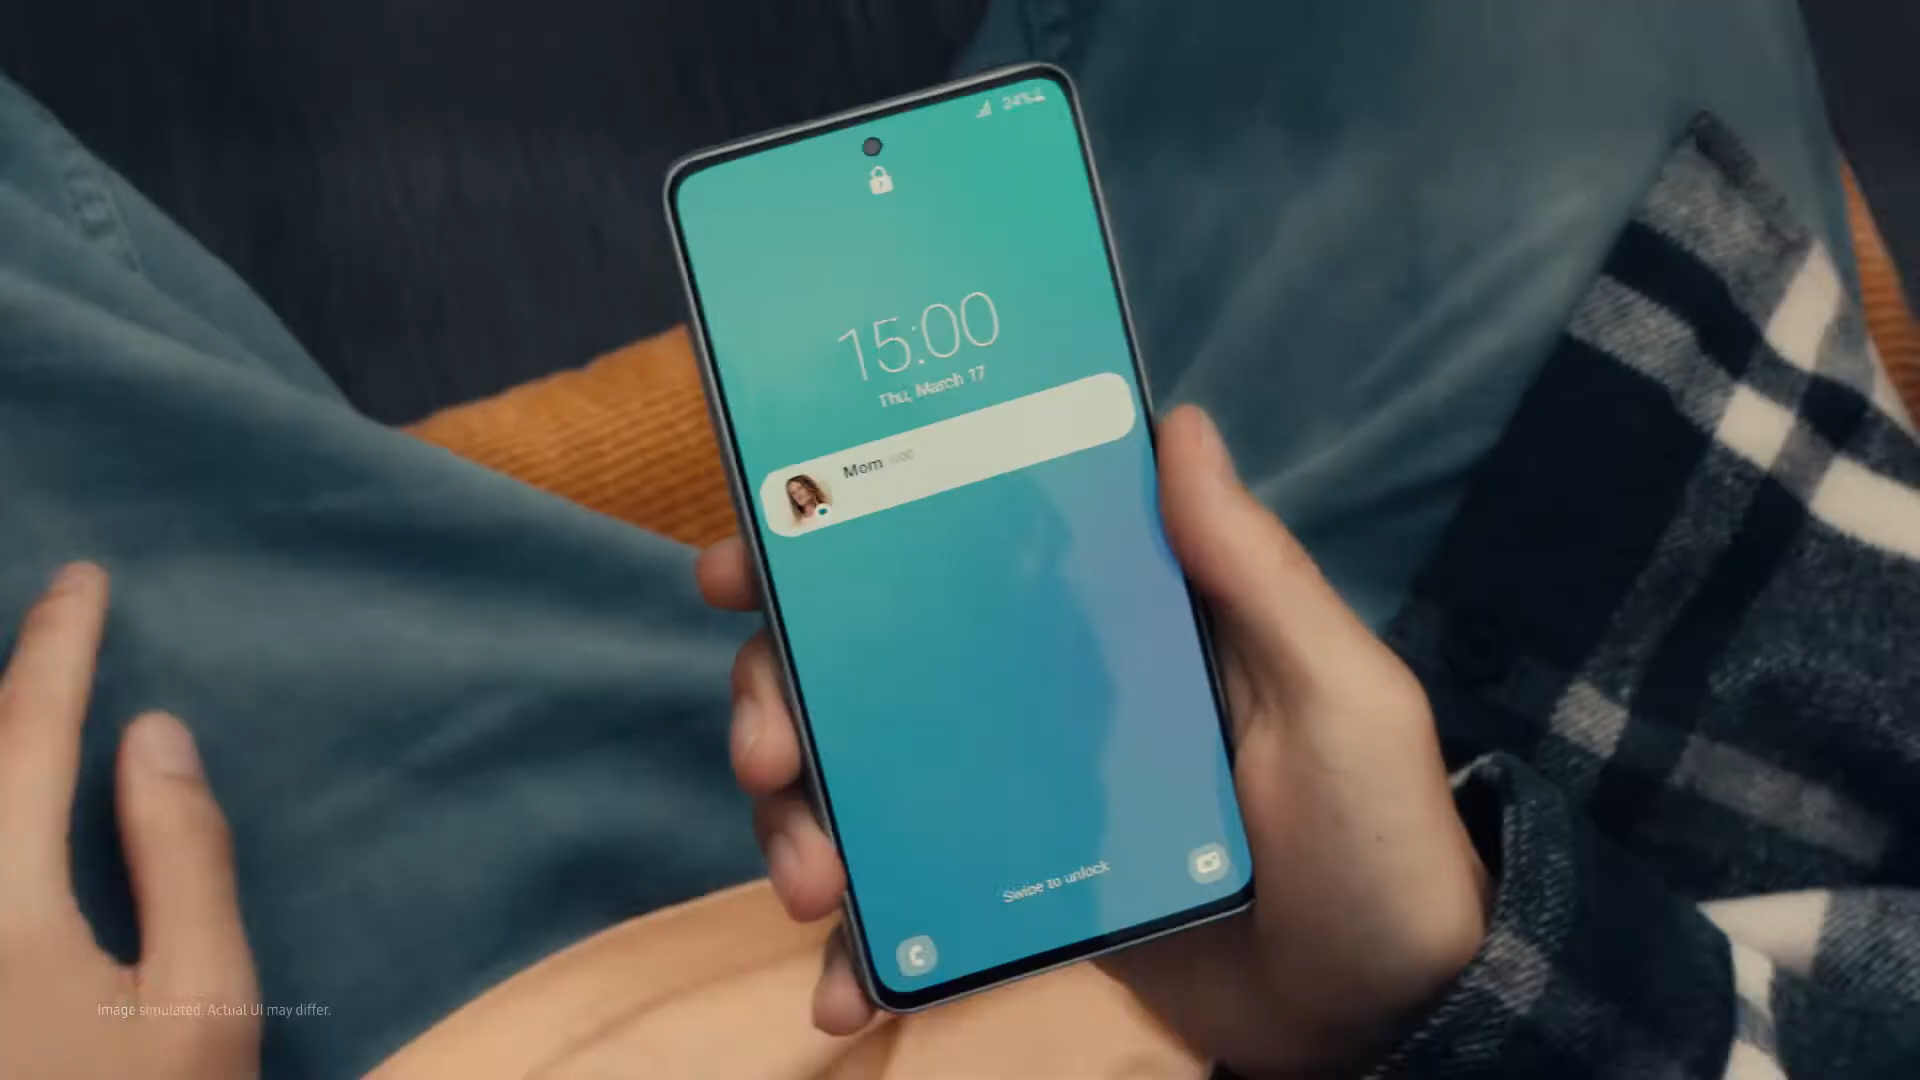 24%
15:00
Thu, March 17
Mom
Swipe to unlock
Image simulated. Actual UI may differ.